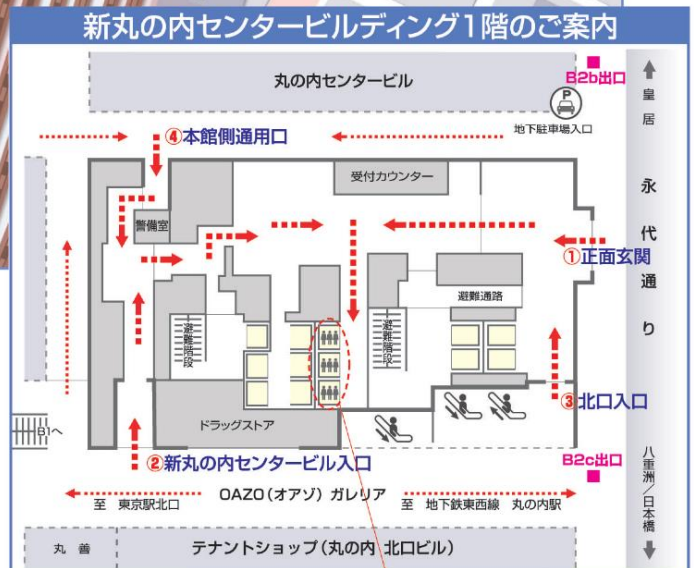 新丸の内センタービルディング1階のご案内
丸の内センタービル
B2b出口
P
地下駐車場入口
皇居
④本館側通用口
受付カウンター
永代通り
警備室
①正面玄関
避難通路
避難階段
避難階段
③北口入口
ドラッグストア
B1へ
②新丸の内センタービル入口
B2c出口
八重洲/日本橋
OAZO(オアゾ)ガレリア
至 東京駅北口
至 地下鉄東西線 丸の内駅
丸善
テナントショップ(丸の内 北口ビル)